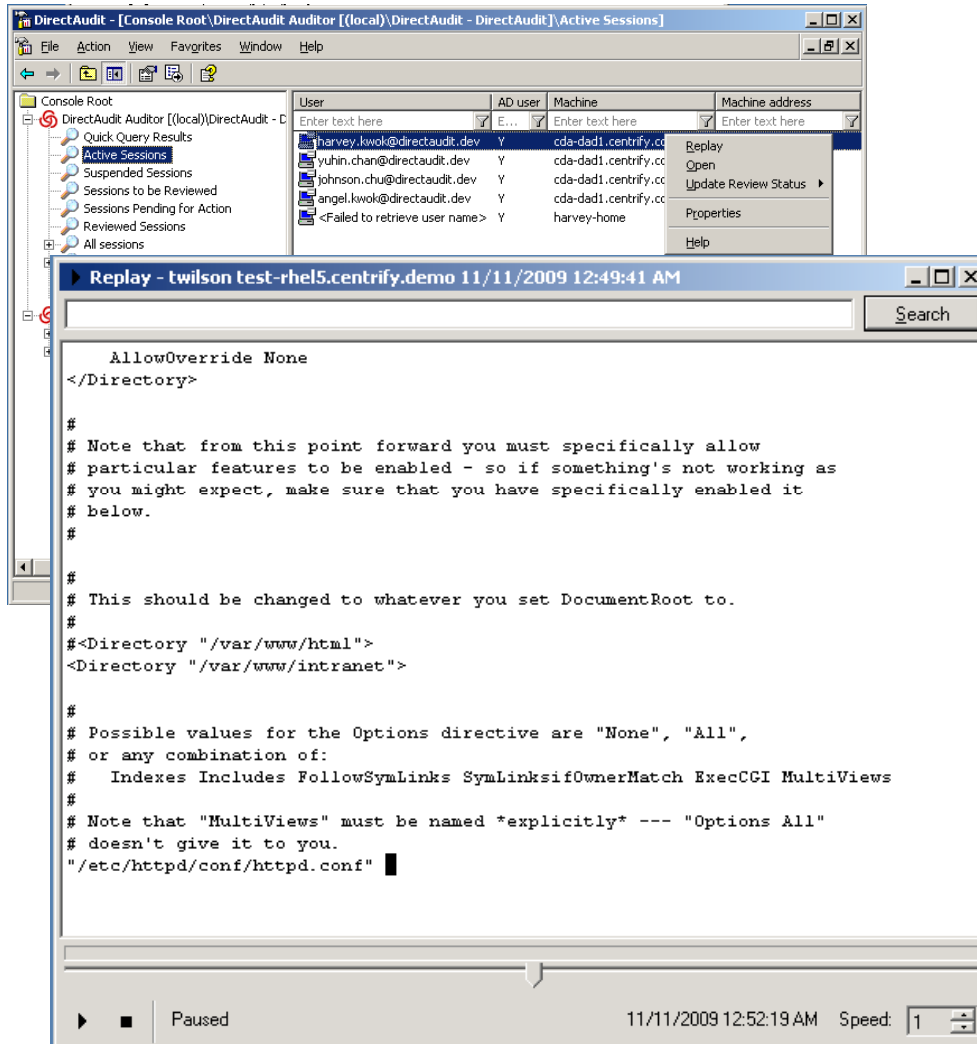 DirectAudit - [Console Root\DirectAudit Auditor [(local)\DirectAudit - DirectAudit]\Active Sessions]
File Action View Favorites Window Help
Console Root
DirectAudit Auditor [(local)\DirectAudit - D
Quick Query Results
Active Sessions
Suspended Sessions
Sessions to be Reviewed
Sessions Pending for Action
Reviewed Sessions
All sessions
User AD user Machine Machine address
Enter text here E... Enter text here Enter text here
harvey.kwok@directaudit.dev Y cda-dad1.centrify.co
yuhin.chan@directaudit.dev Y cda-dad1.centrify.cc
johnson.chu@directaudit.dev Y cda-dad1.centrify.cc
angel.kwok@directaudit.dev Y cda-dad1.centrify.cc
<Failed to retrieve user name> Y harvey-home
Replay
Open
Update Review Status
Properties
Help
Replay - twilson test-rhel5.centrify.demo 11/11/2009 12:49:41 AM
Search
AllowOverride None
</Directory>
#
# Note that from this point forward you must specifically allow
# particular features to be enabled - so if something's not working as
# you might expect, make sure that you have specifically enabled it
# below.
#
#
# This should be changed to whatever you set DocumentRoot to.
#
#<Directory "/var/www/html">
<Directory "/var/www/intranet">
#
# Possible values for the Options directive are "None", "All",
# or any combination of:
#   Indexes Includes FollowSymLinks SymLinksifOwnerMatch ExecCGI MultiViews
#
# Note that "MultiViews" must be named *explicitly* --- "Options All"
# doesn't give it to you.
"/etc/httpd/conf/httpd.conf"
Paused 11/11/2009 12:52:19 AM Speed: 1